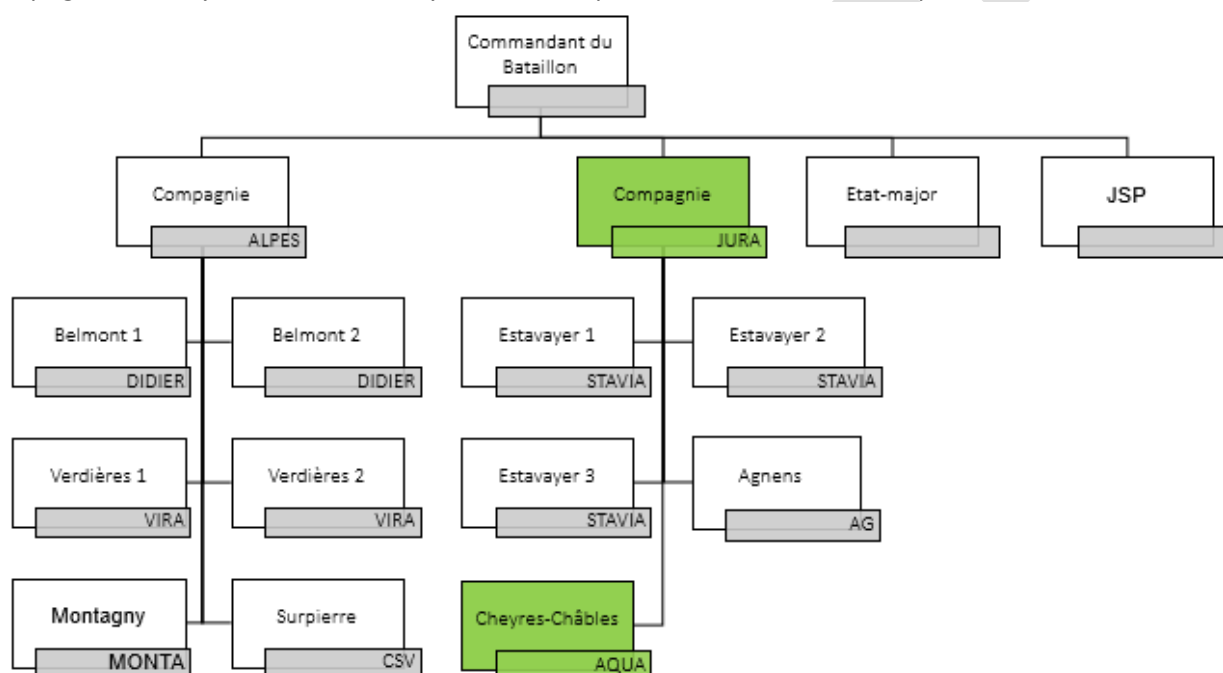 Commandant du
Bataillon
Compagnie
ALPES
Compagnie
JURA
Etat-major
JSP
Belmont 1
DIDIER
Belmont 2
DIDIER
Estavayer 1
STAVIA
Estavayer 2
STAVIA
Verdières 1
VIRA
Verdières 2
VIRA
Estavayer 3
STAVIA
Agnens
AG
Montagny
MONTA
Surpierre
CSV
Cheyres-Châbles
AQUA